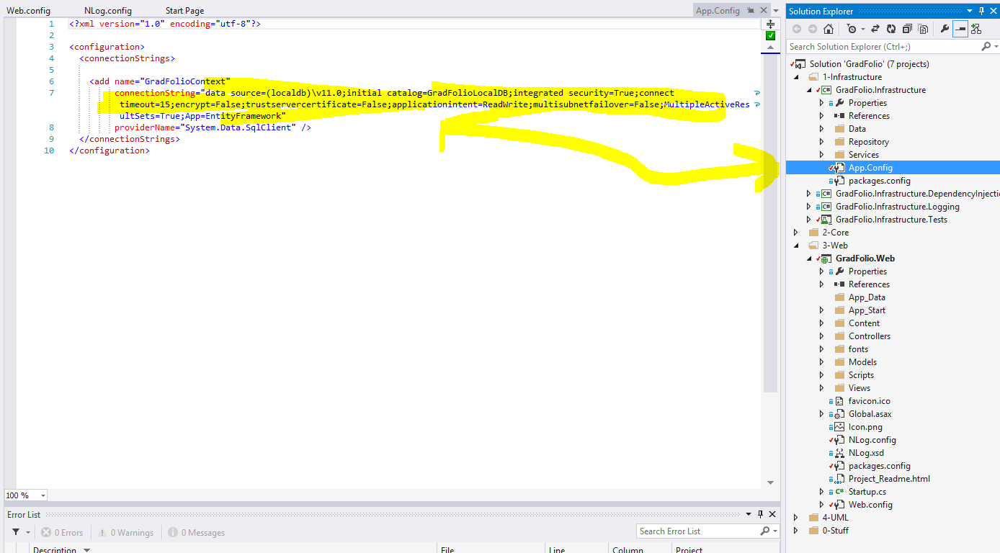 Web.config NLog.config Start Page App.Config
1 <?xml version="1.0" encoding="utf-8"?>
2
3 <configuration>
4 <connectionStrings>
5
6 <add name="GradFolioContext"
7 connectionString="data source=(localdb)\v11.0;initial catalog=GradFolioLocalDB;integrated security=True;connect
timeout=15;encrypt=False;trustservercertificate=False;applicationintent=ReadWrite;multisubnetfailover=False;MultipleActiveRes
ultSets=True;App=EntityFramework"
8 providerName="System.Data.SqlClient" />
9 </connectionStrings>
10 </configuration>
100 %
Error List
0 Errors 0 Warnings 0 Messages
Search Error List
Description File Line Column Project
Solution Explorer
Search Solution Explorer (Ctrl+;)
Solution 'GradFolio' (7 projects)
1-Infrastructure
C# GradFolio.Infrastructure
Properties
References
Data
Repository
Services
App.Config
packages.config
C# GradFolio.Infrastructure.DependencyInjectio
C# GradFolio.Infrastructure.Logging
GradFolio.Infrastructure.Tests
2-Core
3-Web
GradFolio.Web
Properties
References
App_Data
App_Start
Content
Controllers
fonts
Models
Scripts
Views
favicon.ico
Global.asax
Icon.png
NLog.config
NLog.xsd
packages.config
Project_Readme.html
C# Startup.cs
Web.config
4-UML
0-Stuff